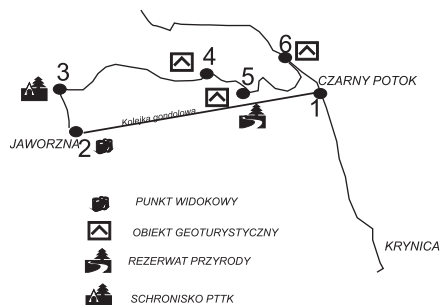 6
4
CZARNY POTOK
3
5
1
Kolejka gondolowa
JAWORZNA
2
PUNKT WIDOKOWY
OBIEKT GEOTURYSTYCZNY
KRYNICA
REZERWAT PRZYRODY
SCHRONISKO PTTK